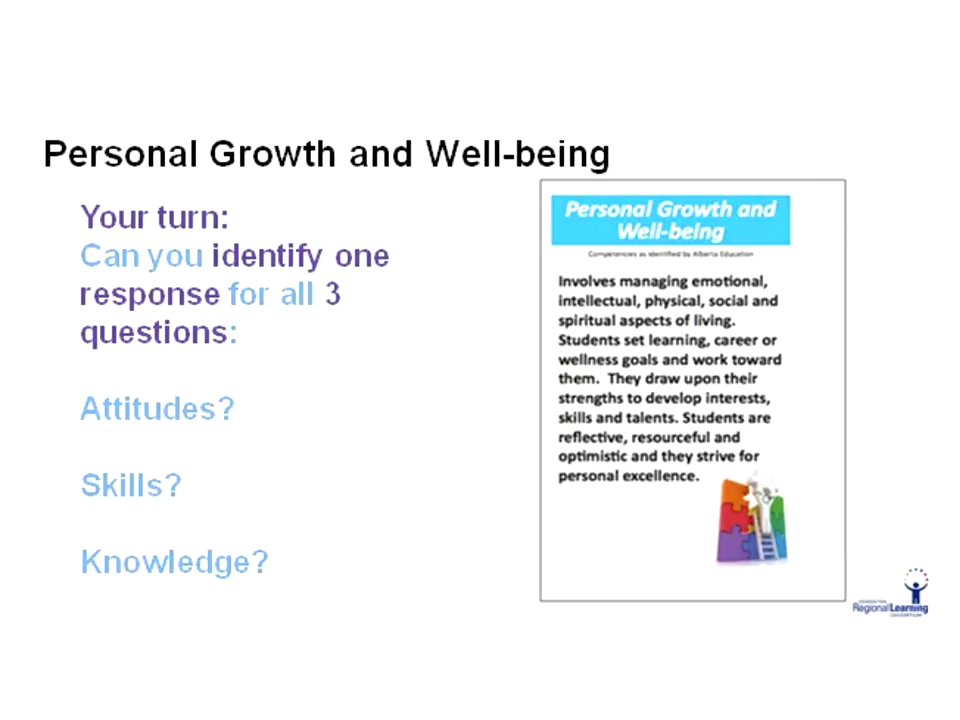 Personal Growth and Well-being
Your turn:
Can you identify one
response for all 3
questions:
Attitudes?
Skills?
Knowledge?
Personal Growth and
Well-being
Competencies as identified by Alberta Education
Involves managing emotional,
intellectual, physical, social and
spiritual aspects of living.
Students set learning, career or
wellness goals and work toward
them. They draw upon their
strengths to develop interests,
skills and talents. Students are
reflective, resourceful and
optimistic and they strive for
personal excellence.
RegionalLearning
CONSORTIUM